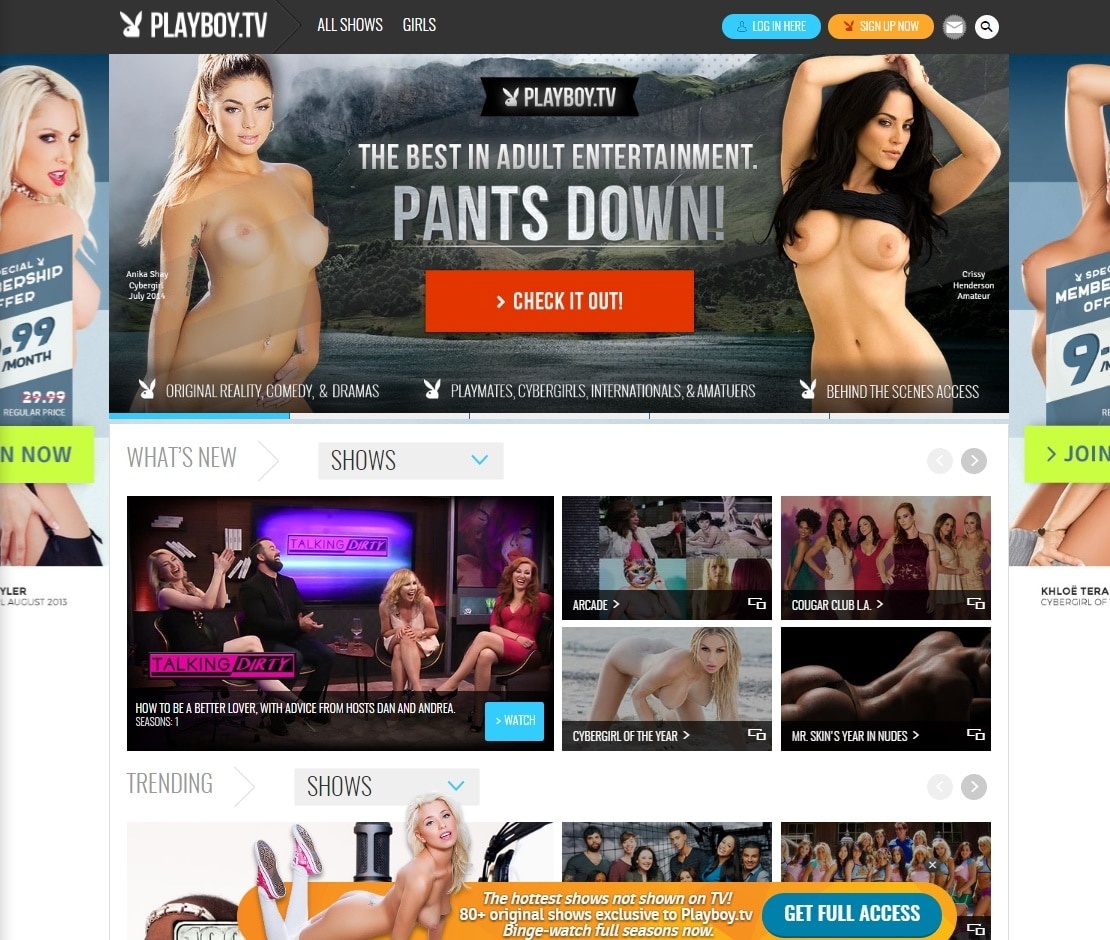 PLAYBOY.TV
ALL SHOWS
GIRLS
LOG IN HERE
SIGN UP NOW
PLAYBOY.TV
THE BEST IN ADULT ENTERTAINMENT.
PANTS DOWN!
> CHECK IT OUT!
Anika Shay
Cybergirl
July 2014
Crissy
Henderson
Amateur
ORIGINAL REALITY, COMEDY, & DRAMAS
PLAYMATES, CYBERGIRLS, INTERNATIONALS, & AMATUERS
BEHIND THE SCENES ACCESS
ECIAL
ERSHIP
FFER
.99
/MONTH
29.99
REGULAR PRICE
N NOW
YLER
L AUGUST 2013
SPEC
MEMBE
OFF
9
RE
> JOIN
KHLOË TERA
CYBERGIRL OF
WHAT'S NEW
SHOWS
TALKING DIRTY
TALKING DIRTY
HOW TO BE A BETTER LOVER, WITH ADVICE FROM HOSTS DAN AND ANDREA.
SEASONS: 1
> WATCH
ARCADE >
COUGAR CLUB L.A. >
CYBERGIRL OF THE YEAR >
MR. SKIN'S YEAR IN NUDES >
TRENDING
SHOWS
The hottest shows not shown on TV!
80+ original shows exclusive to Playboy.tv
Binge-watch full seasons now.
GET FULL ACCESS